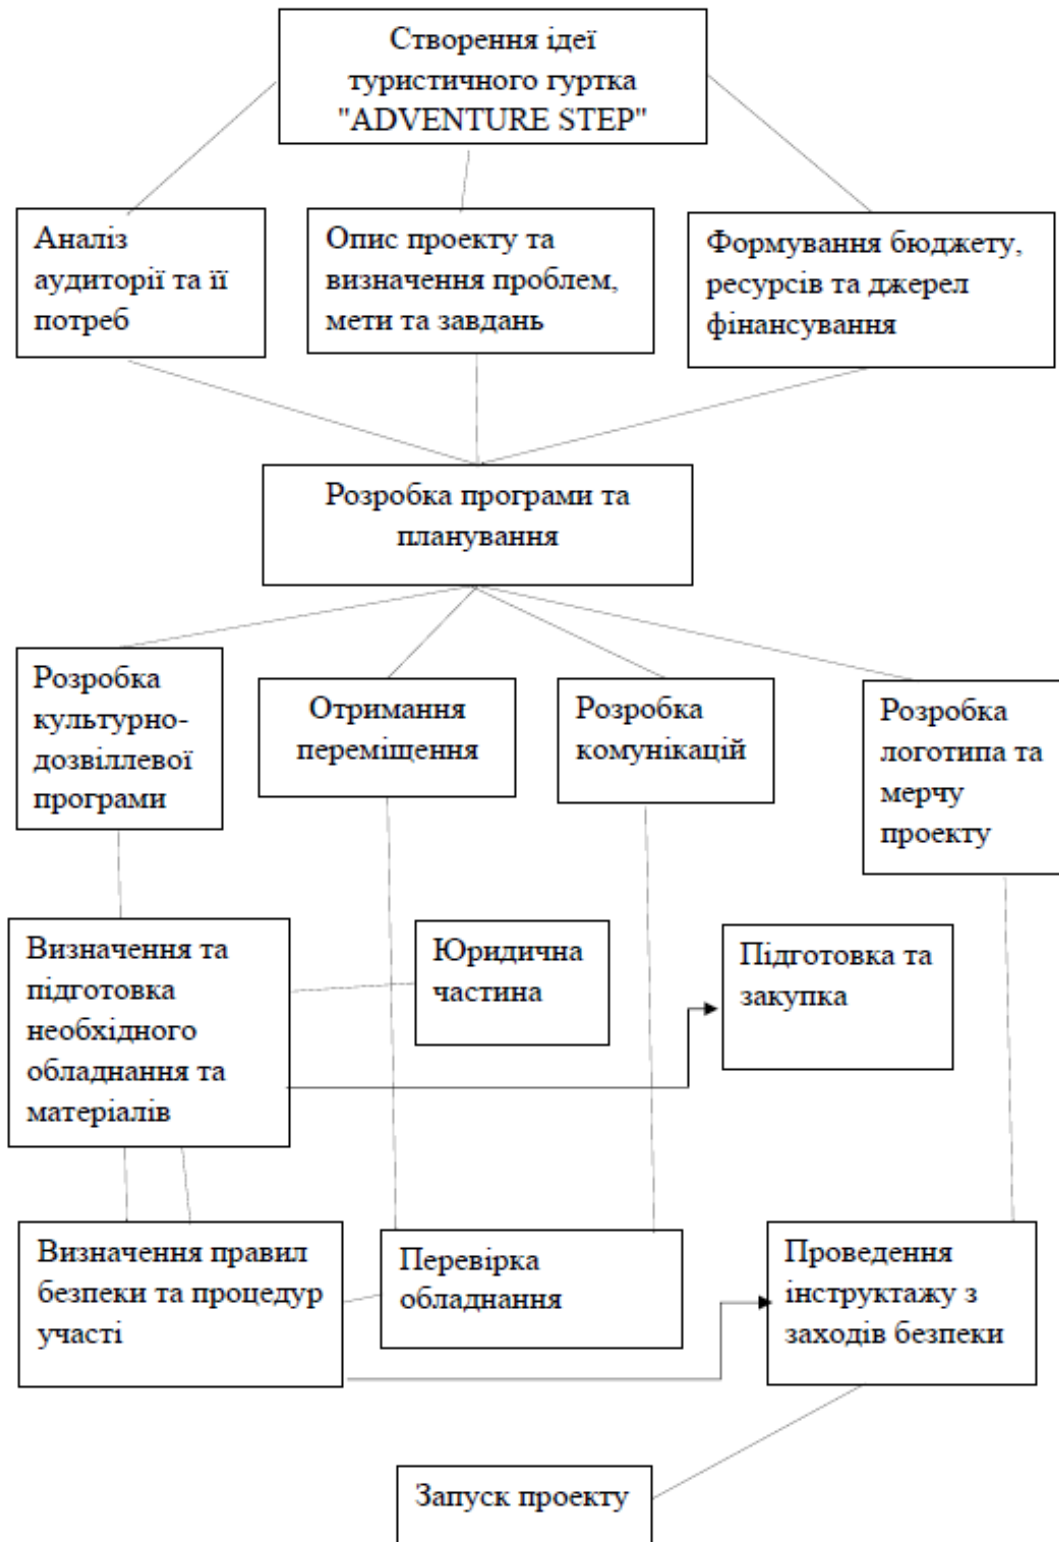 Створення ідеї
туристичного гуртка
"ADVENTURE STEP"
Аналіз
аудиторії та її
потреб
Опис проекту та
визначення проблем,
мети та завдань
Формування бюджету,
ресурсів та джерел
фінансування
Розробка програми та
планування
Розробка
культурно-
дозвіллевої
програми
Отримання
переміщення
Розробка
комунікацій
Розробка
логотипа та
мерчу
проекту
Визначення та
підготовка
необхідного
обладнання та
матеріалів
Юридична
частина
Підготовка та
закупка
Визначення правил
безпеки та процедур
участі
Перевірка
обладнання
Проведення
інструктажу з
заходів безпеки
Запуск проекту